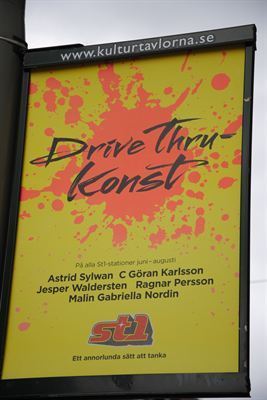 www.kulturtavlorna.se
Drive Thru-
Konst
På alla St1-stationer juni – augusti
Astrid Sylwan C Göran Karlsson
Jesper Waldersten Ragnar Persson
Malin Gabriella Nordin
st1
Ett annorlunda sätt att tanka